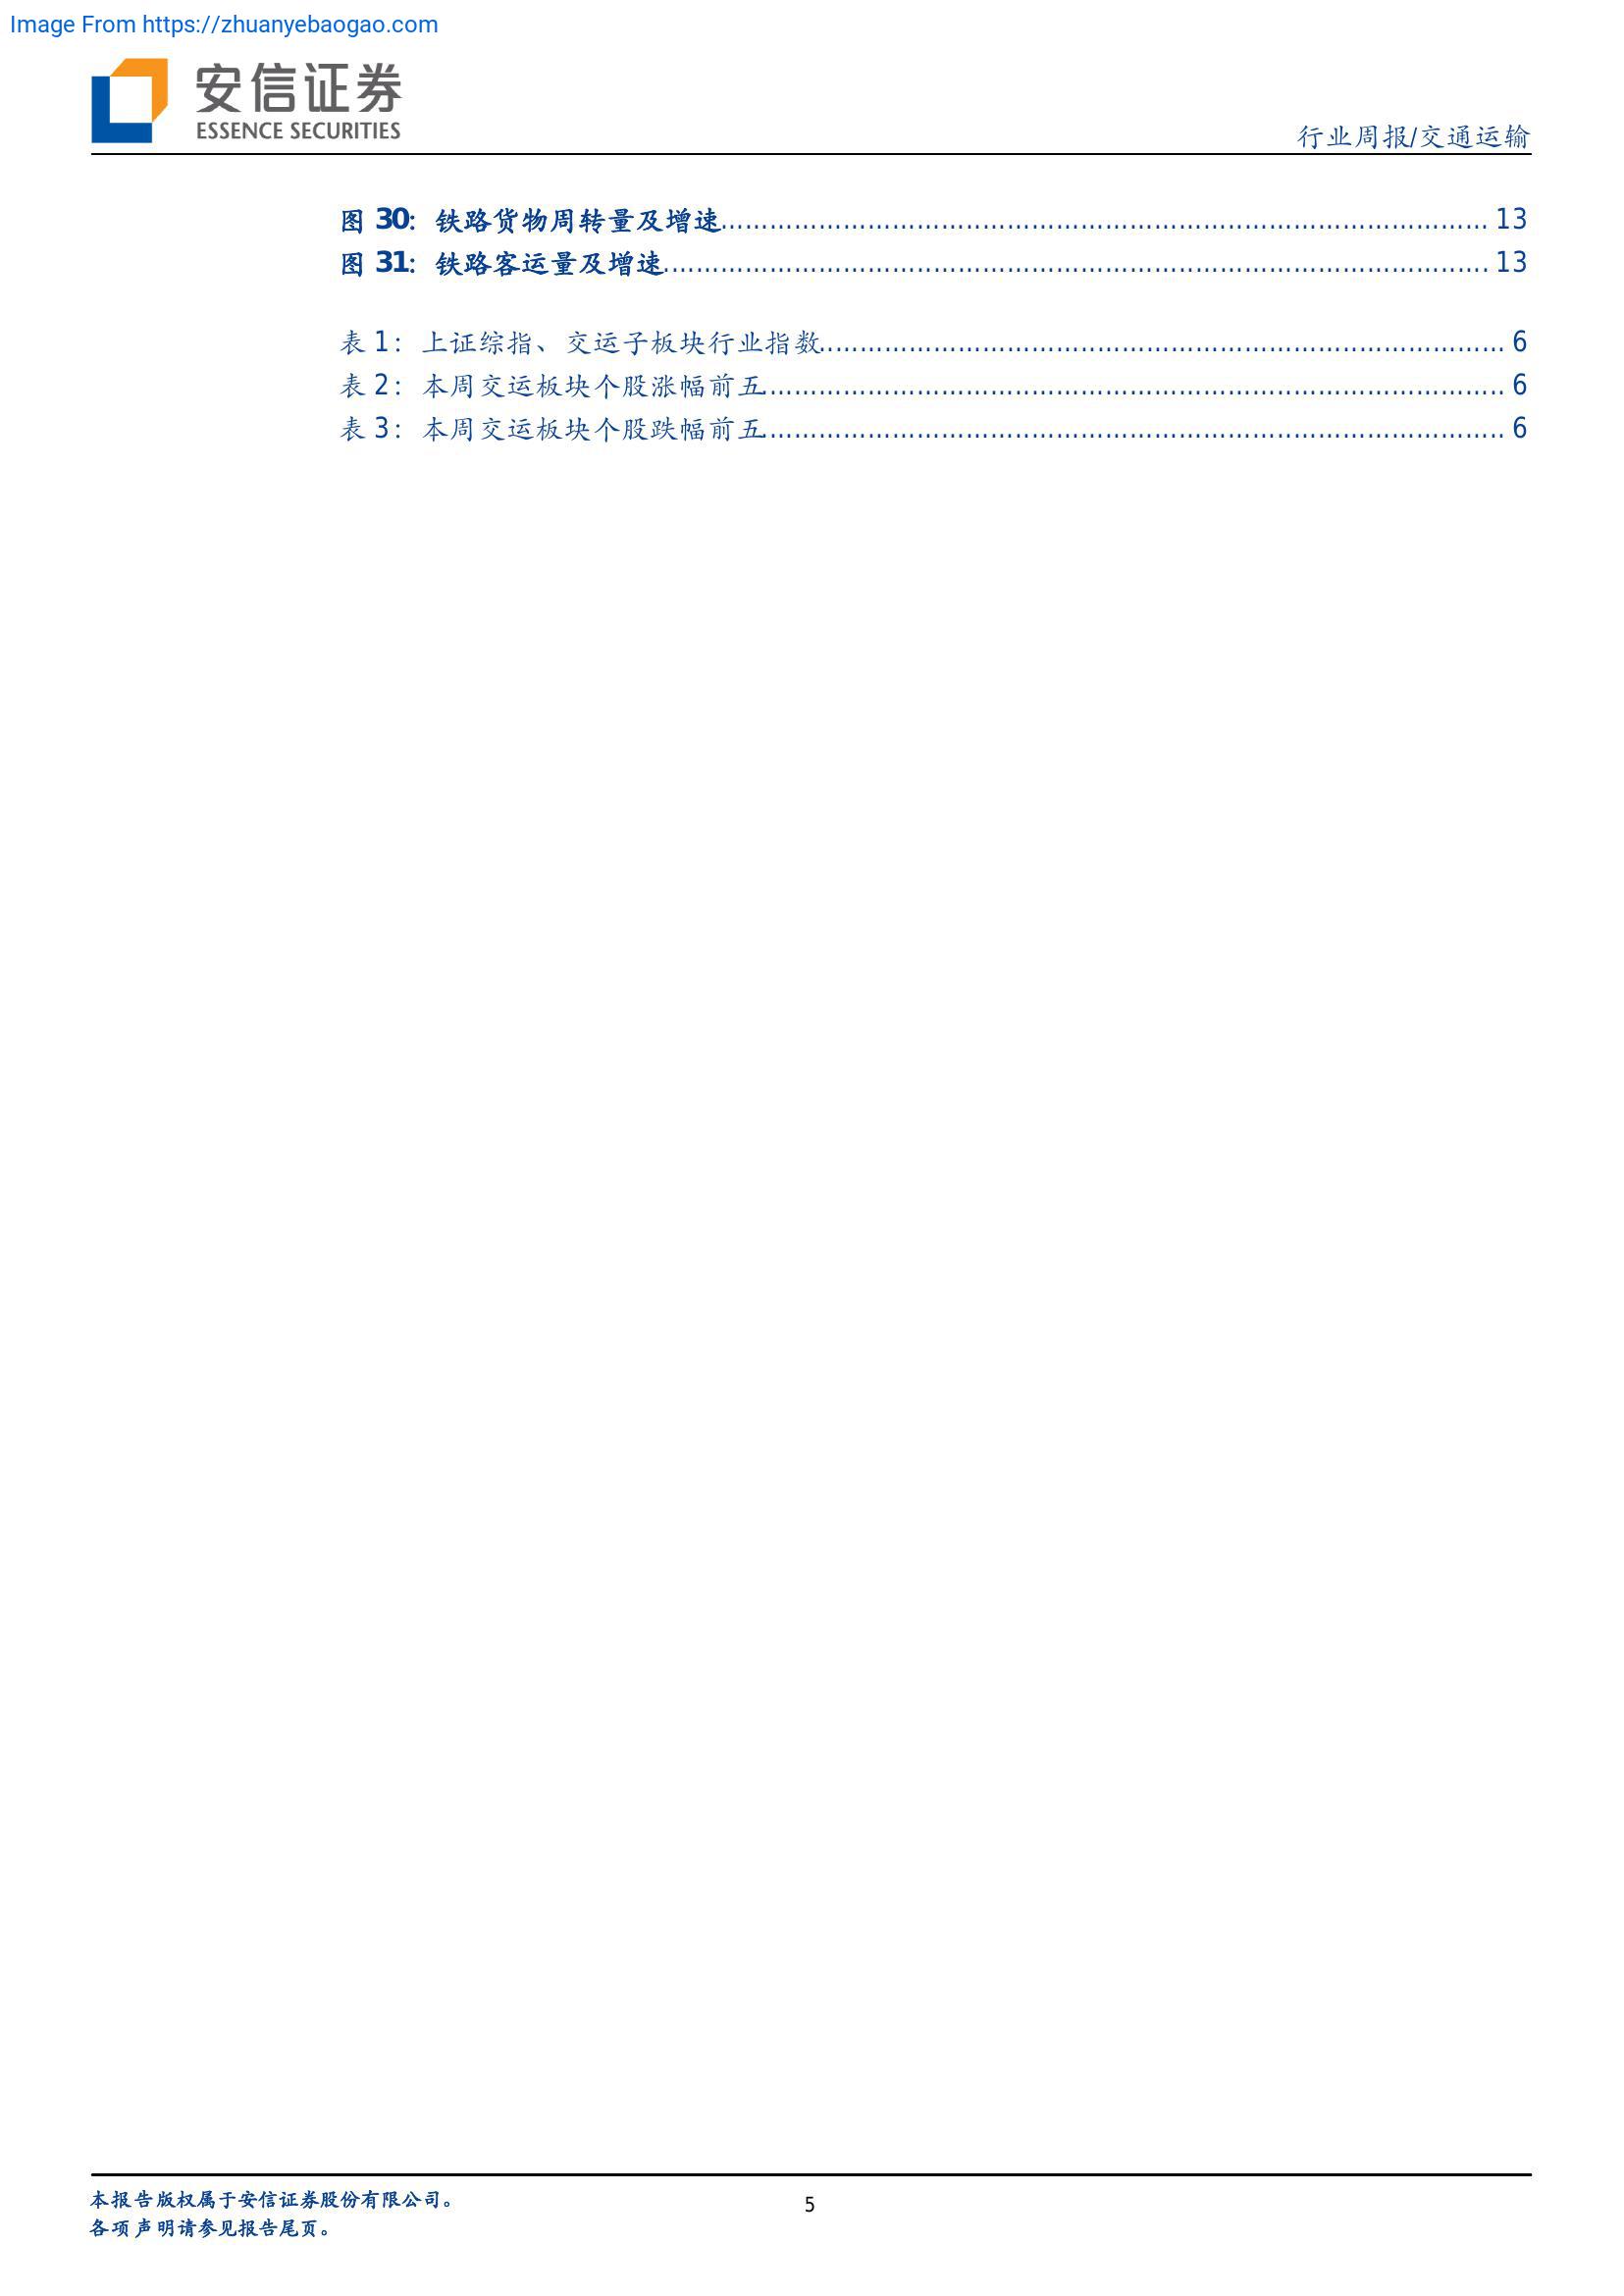 Image From https://zhuanyebaogao.com
安信证券
ESSENCE SECURITIES
行业周报/交通运输
图 30：铁路货物周转量及增速.................................................................................................. 13
图 31：铁路客运量及增速......................................................................................................... 13
表 1：上证综指、交运子板块行业指数....................................................................................... 6
表 2：本周交运板块个股涨幅前五.............................................................................................. 6
表 3：本周交运板块个股跌幅前五.............................................................................................. 6
本报告版权属于安信证券股份有限公司。
5
各项声明请参见报告尾页。